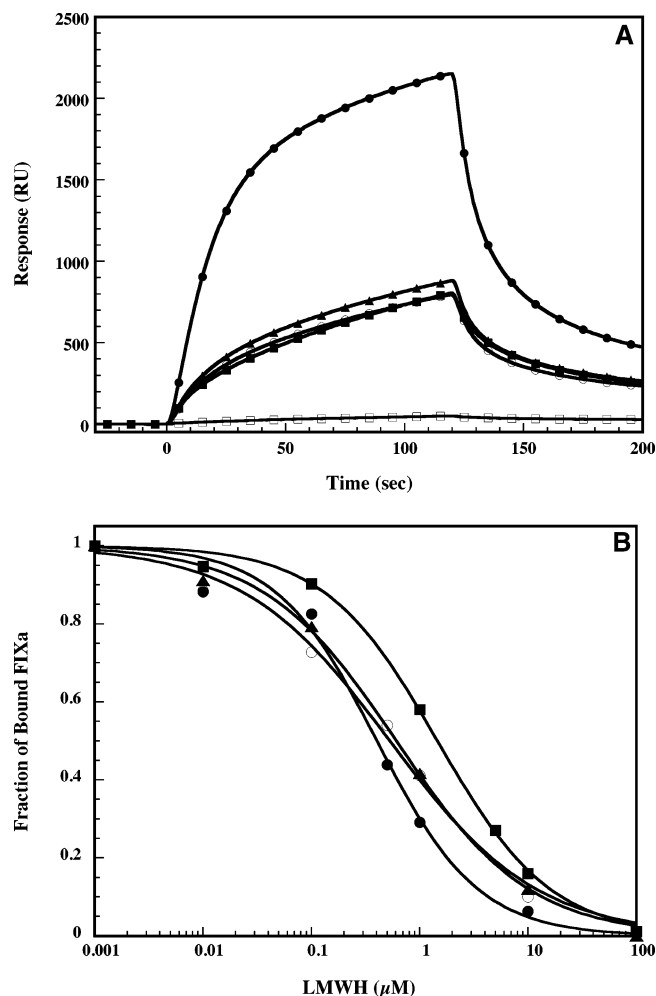 A
2500
2000
1500
1000
500
0
Response (RU)
0 50 100 150 200
Time (sec)
B
1
0.8
0.6
0.4
0.2
0
Fraction of Bound FIXa
0.001 0.01 0.1 1 10 100
LMWH (µM)